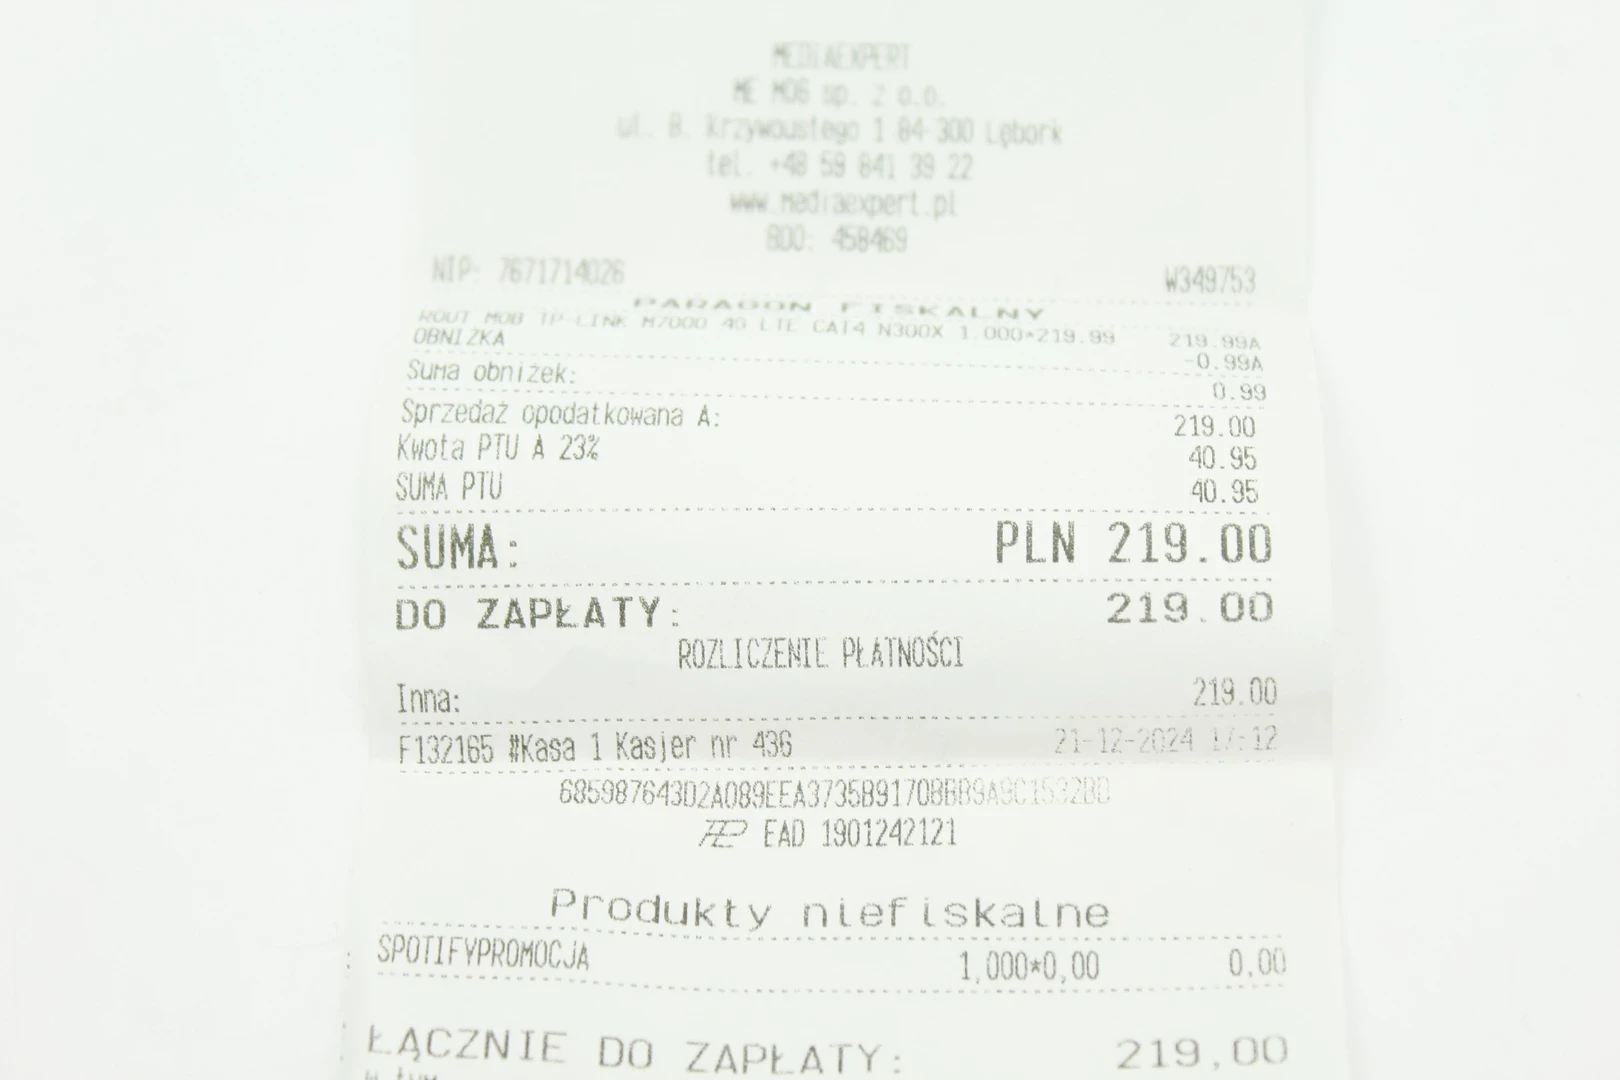 MEDIAEXPERT
ME M06 sp. z o.o.
ul. B. Krzywoustego 1 84-300 Lębork
tel. +48 59 841 39 22
www.mediaexpert.pl
BDO: 458469
NIP: 7671714026 W349753
PARAGON FISKALNY
ROUT MOB TP-LINK M7000 4G LTE CAT4 N300X 1.000*219.99 219.99A
OBNIŻKA -0.99A
Suma obniżek: 0.99
Sprzedaż opodatkowana A: 219.00
Kwota PTU A 23% 40.95
SUMA PTU 40.95
SUMA: PLN 219.00
DO ZAPŁATY: 219.00
ROZLICZENIE PŁATNOŚCI
Inna: 219.00
F132165 #Kasa 1 Kasjer nr 436 21-12-2024 17:12
685987643D2A089EEA3735B9170BBB9A9C1532BD
EAD 1901242121
Produkty niefiskalne
SPOTIFYPROMOCJA 1,000*0,00 0,00
ŁĄCZNIE DO ZAPŁATY: 219,00
w tym